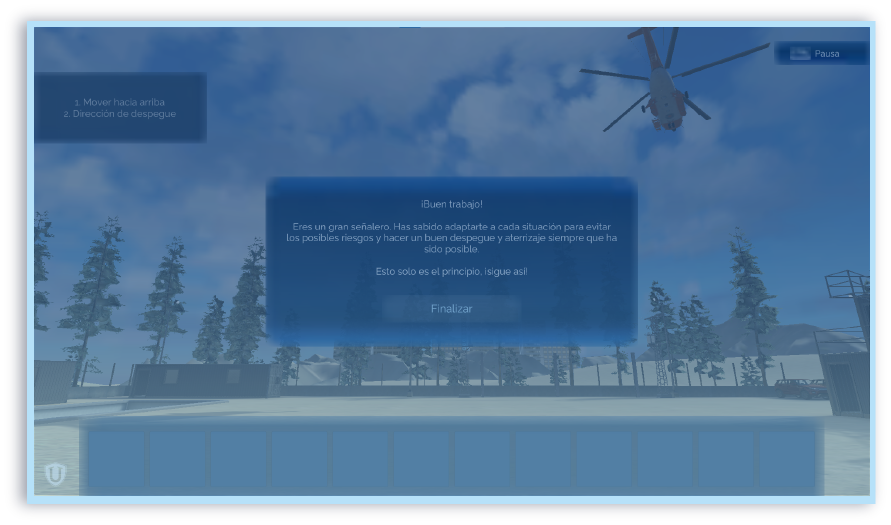 Pausa
1. Mover hacia arriba
2. Dirección de despegue
¡Buen trabajo!
Eres un gran señalero. Has sabido adaptarte a cada situación para evitar
los posibles riesgos y hacer un buen despegue y aterrizaje siempre que ha
sido posible.
Esto solo es el principio, ¡sigue así!
Finalizar
U